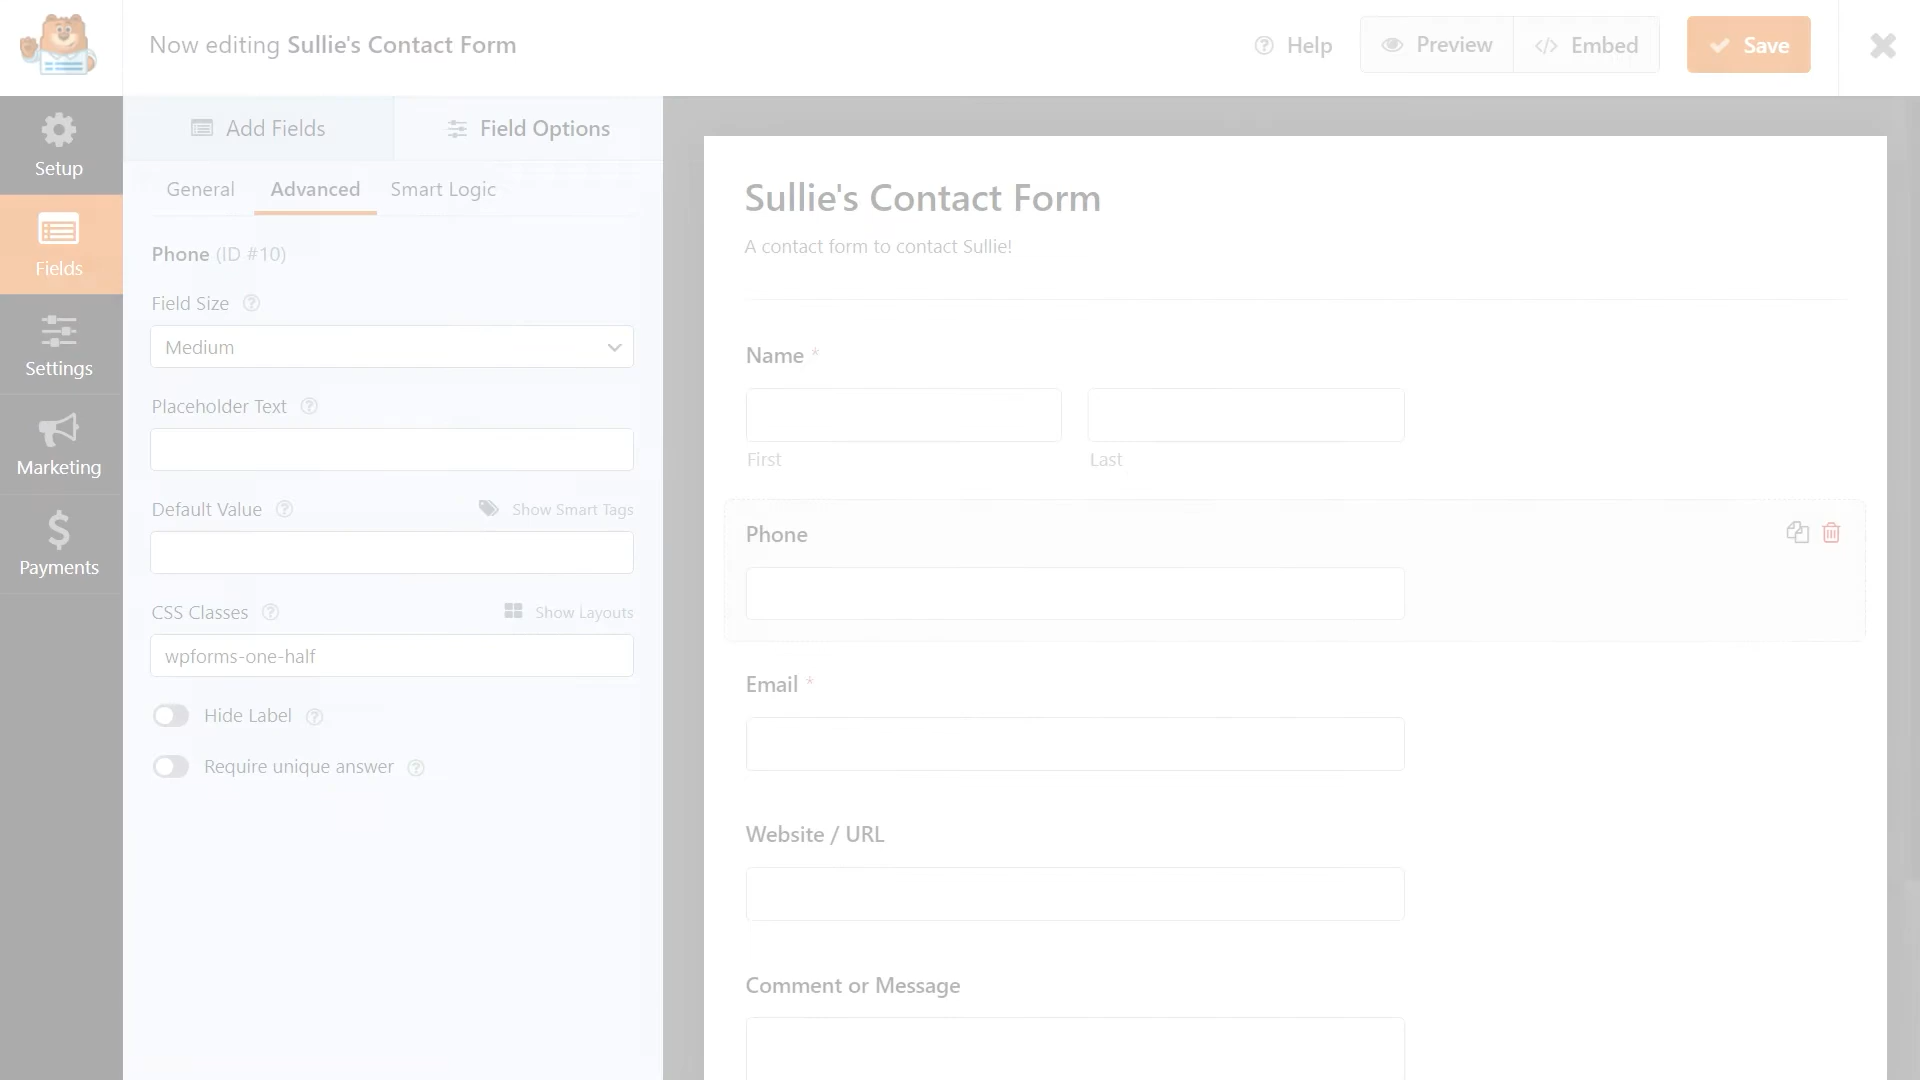 Now editing Sullie's Contact Form
Help
Preview
Embed
Save
Setup
Fields
Settings
Marketing
Payments
Add Fields
Field Options
General
Advanced
Smart Logic
Phone (ID #10)
Field Size
Medium
Placeholder Text
Default Value
Show Smart Tags
CSS Classes
Show Layouts
wpforms-one-half
Hide Label
Require unique answer
Sullie's Contact Form
A contact form to contact Sullie!
Name *
First
Last
Phone
Email *
Website / URL
Comment or Message